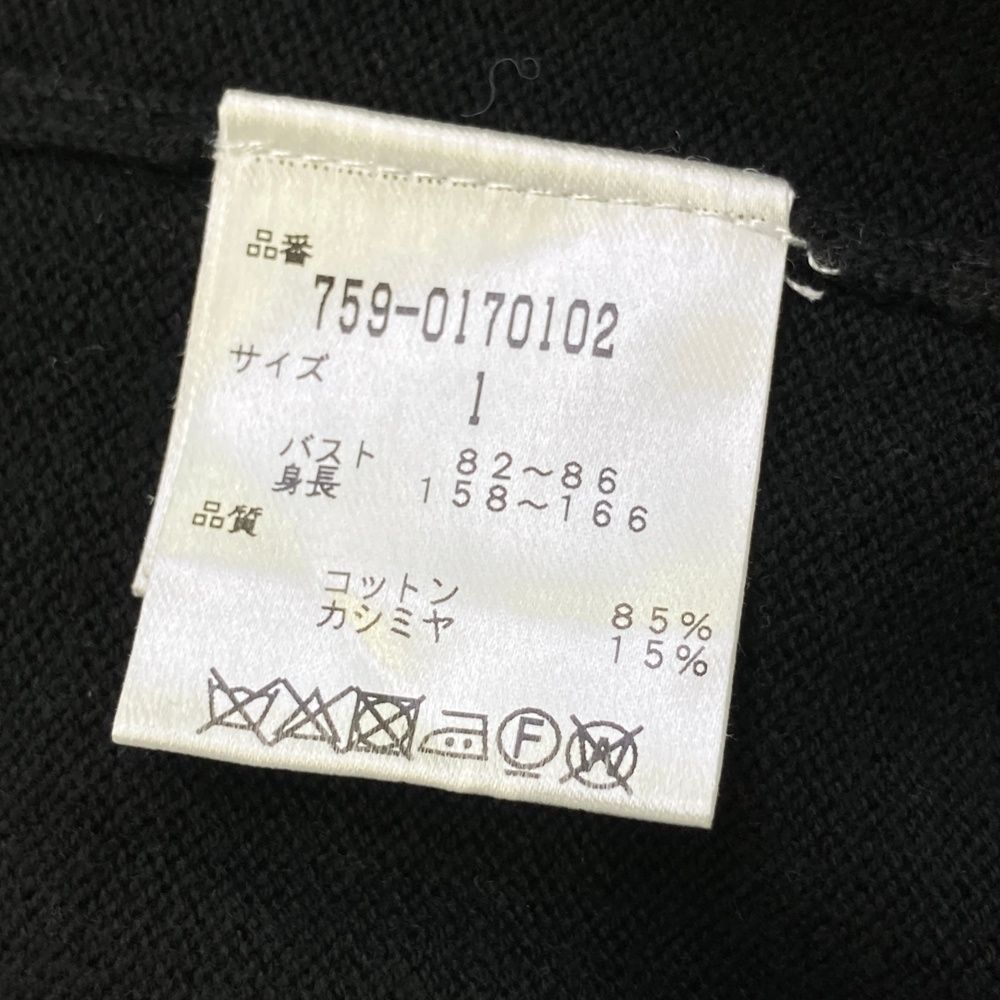 品番
759-0170102
サイズ
1
バスト 82～86
身長 158～166
品質
コットン 85%
カシミヤ 15%
F W